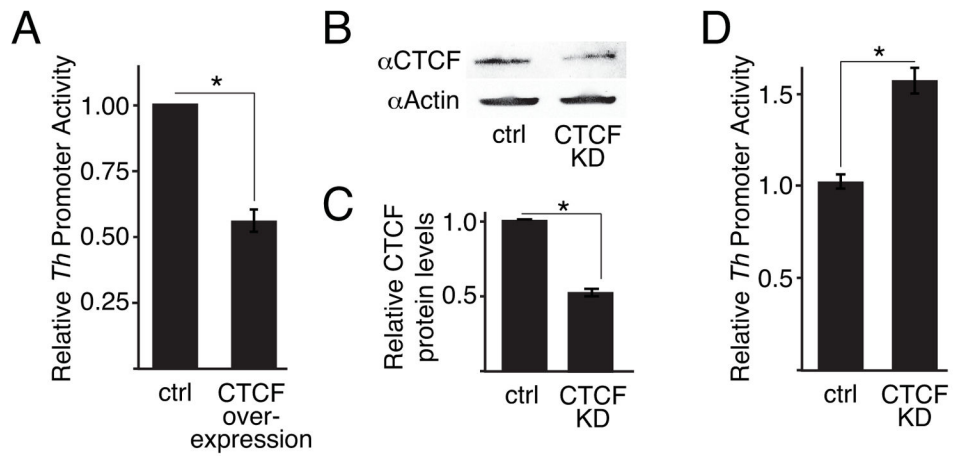 A
Relative Th Promoter Activity
1.00
0.75
0.50
0.25
*
ctrl
CTCF
over-
expression
B
αCTCF
αActin
ctrl
CTCF
KD
C
Relative CTCF
protein levels
1.0
0.5
*
ctrl
CTCF
KD
D
Relative Th Promoter Activity
1.5
1.0
0.5
*
ctrl
CTCF
KD